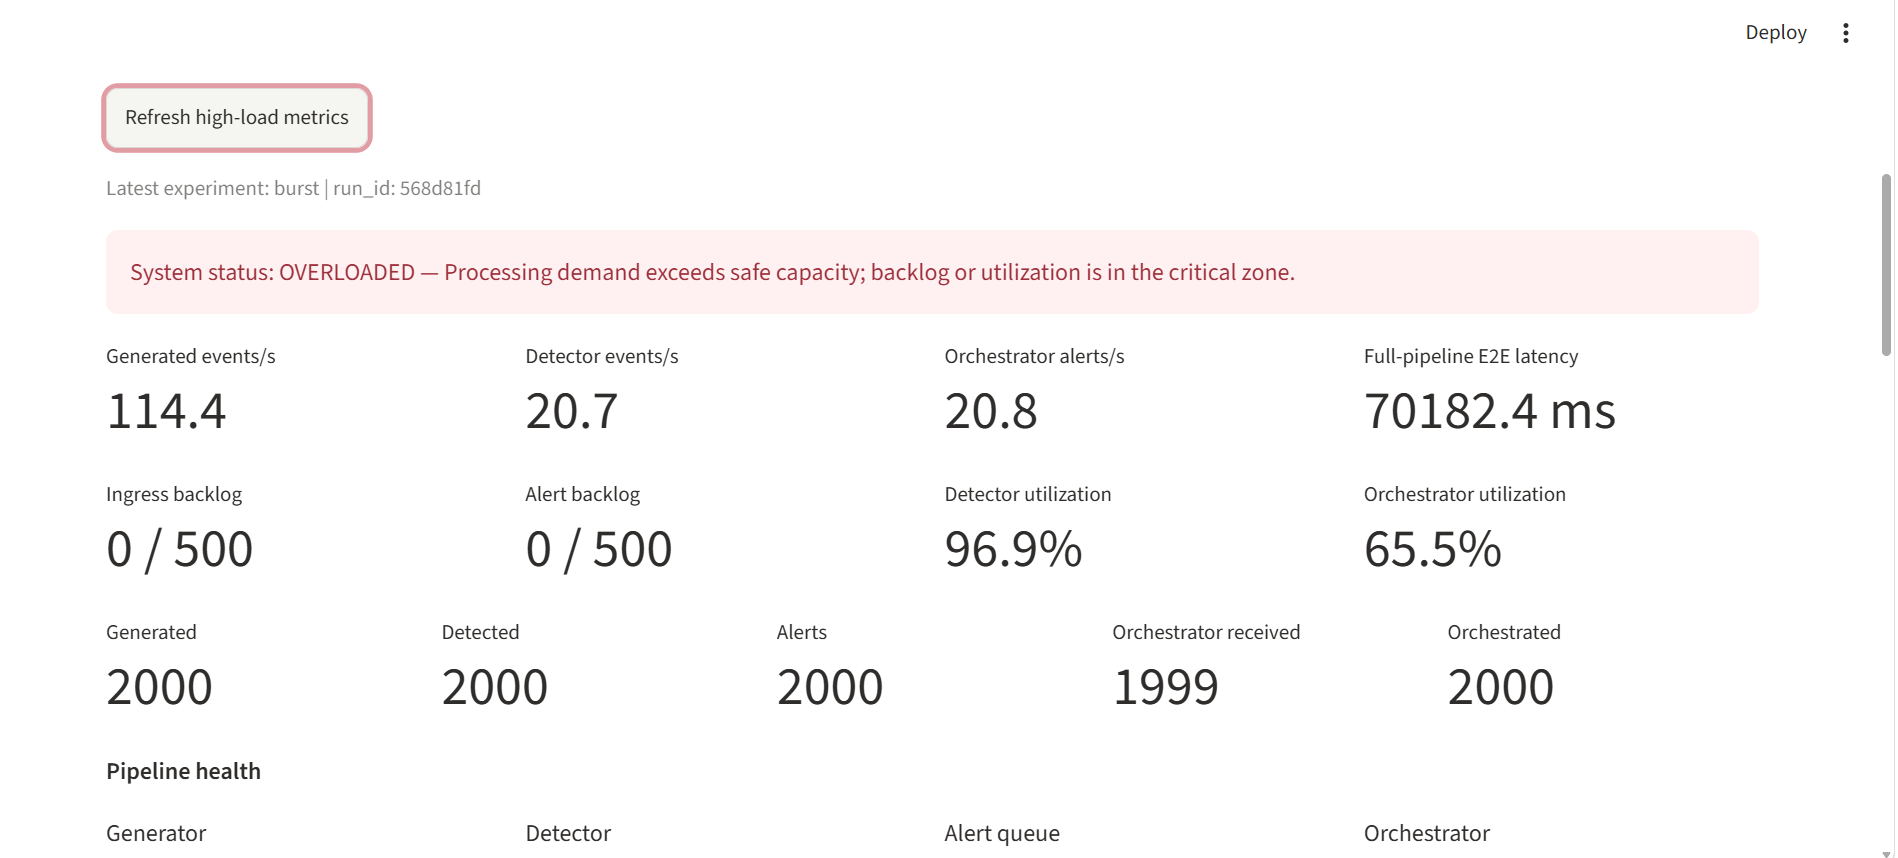 Deploy
Refresh high-load metrics
Latest experiment: burst | run_id: 568d81fd
System status: OVERLOADED — Processing demand exceeds safe capacity; backlog or utilization is in the critical zone.
Generated events/s
Detector events/s
Orchestrator alerts/s
Full-pipeline E2E latency
114.4
20.7
20.8
70182.4 ms
Ingress backlog
Alert backlog
Detector utilization
Orchestrator utilization
0 / 500
0 / 500
96.9%
65.5%
Generated
Detected
Alerts
Orchestrator received
Orchestrated
2000
2000
2000
1999
2000
Pipeline health
Generator
Detector
Alert queue
Orchestrator